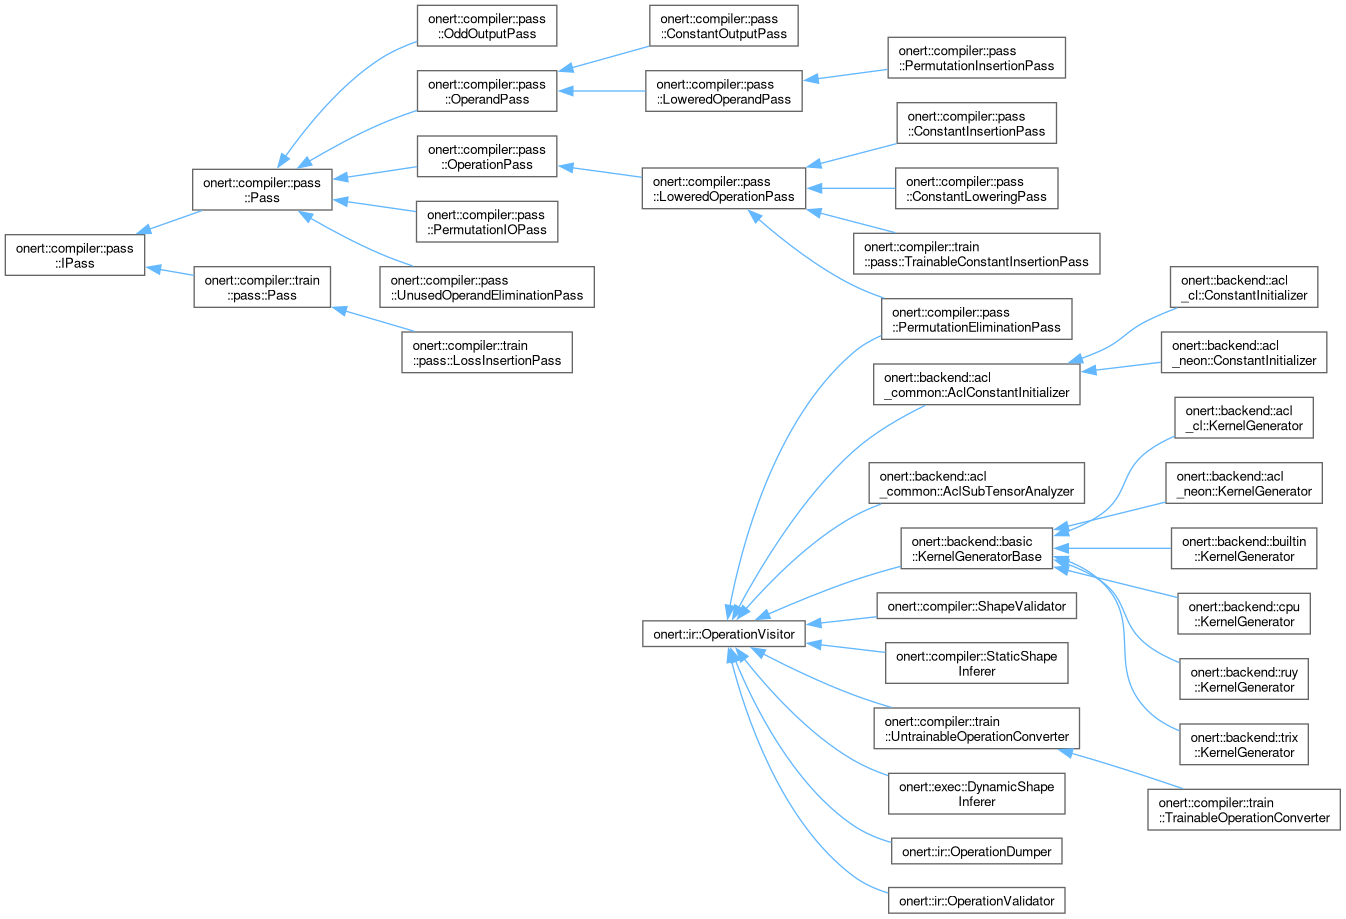 onert::compiler::pass
::IPass
onert::compiler::pass
::Pass
onert::compiler::train
::pass::Pass
onert::compiler::pass
::OddOutputPass
onert::compiler::pass
::OperandPass
onert::compiler::pass
::OperationPass
onert::compiler::pass
::PermutationIOPass
onert::compiler::pass
::UnusedOperandEliminationPass
onert::compiler::train
::pass::LossInsertionPass
onert::compiler::pass
::ConstantOutputPass
onert::compiler::pass
::LoweredOperandPass
onert::compiler::pass
::LoweredOperationPass
onert::ir::OperationVisitor
onert::compiler::pass
::PermutationInsertionPass
onert::compiler::pass
::ConstantInsertionPass
onert::compiler::pass
::ConstantLoweringPass
onert::compiler::train
::pass::TrainableConstantInsertionPass
onert::compiler::pass
::PermutationEliminationPass
onert::backend::acl
_common::AclConstantInitializer
onert::backend::acl
_common::AclSubTensorAnalyzer
onert::backend::basic
::KernelGeneratorBase
onert::compiler::ShapeValidator
onert::compiler::StaticShape
Inferer
onert::compiler::train
::UntrainableOperationConverter
onert::exec::DynamicShape
Inferer
onert::ir::OperationDumper
onert::ir::OperationValidator
onert::backend::acl
_cl::ConstantInitializer
onert::backend::acl
_neon::ConstantInitializer
onert::backend::acl
_cl::KernelGenerator
onert::backend::acl
_neon::KernelGenerator
onert::backend::builtin
::KernelGenerator
onert::backend::cpu
::KernelGenerator
onert::backend::ruy
::KernelGenerator
onert::backend::trix
::KernelGenerator
onert::compiler::train
::TrainableOperationConverter